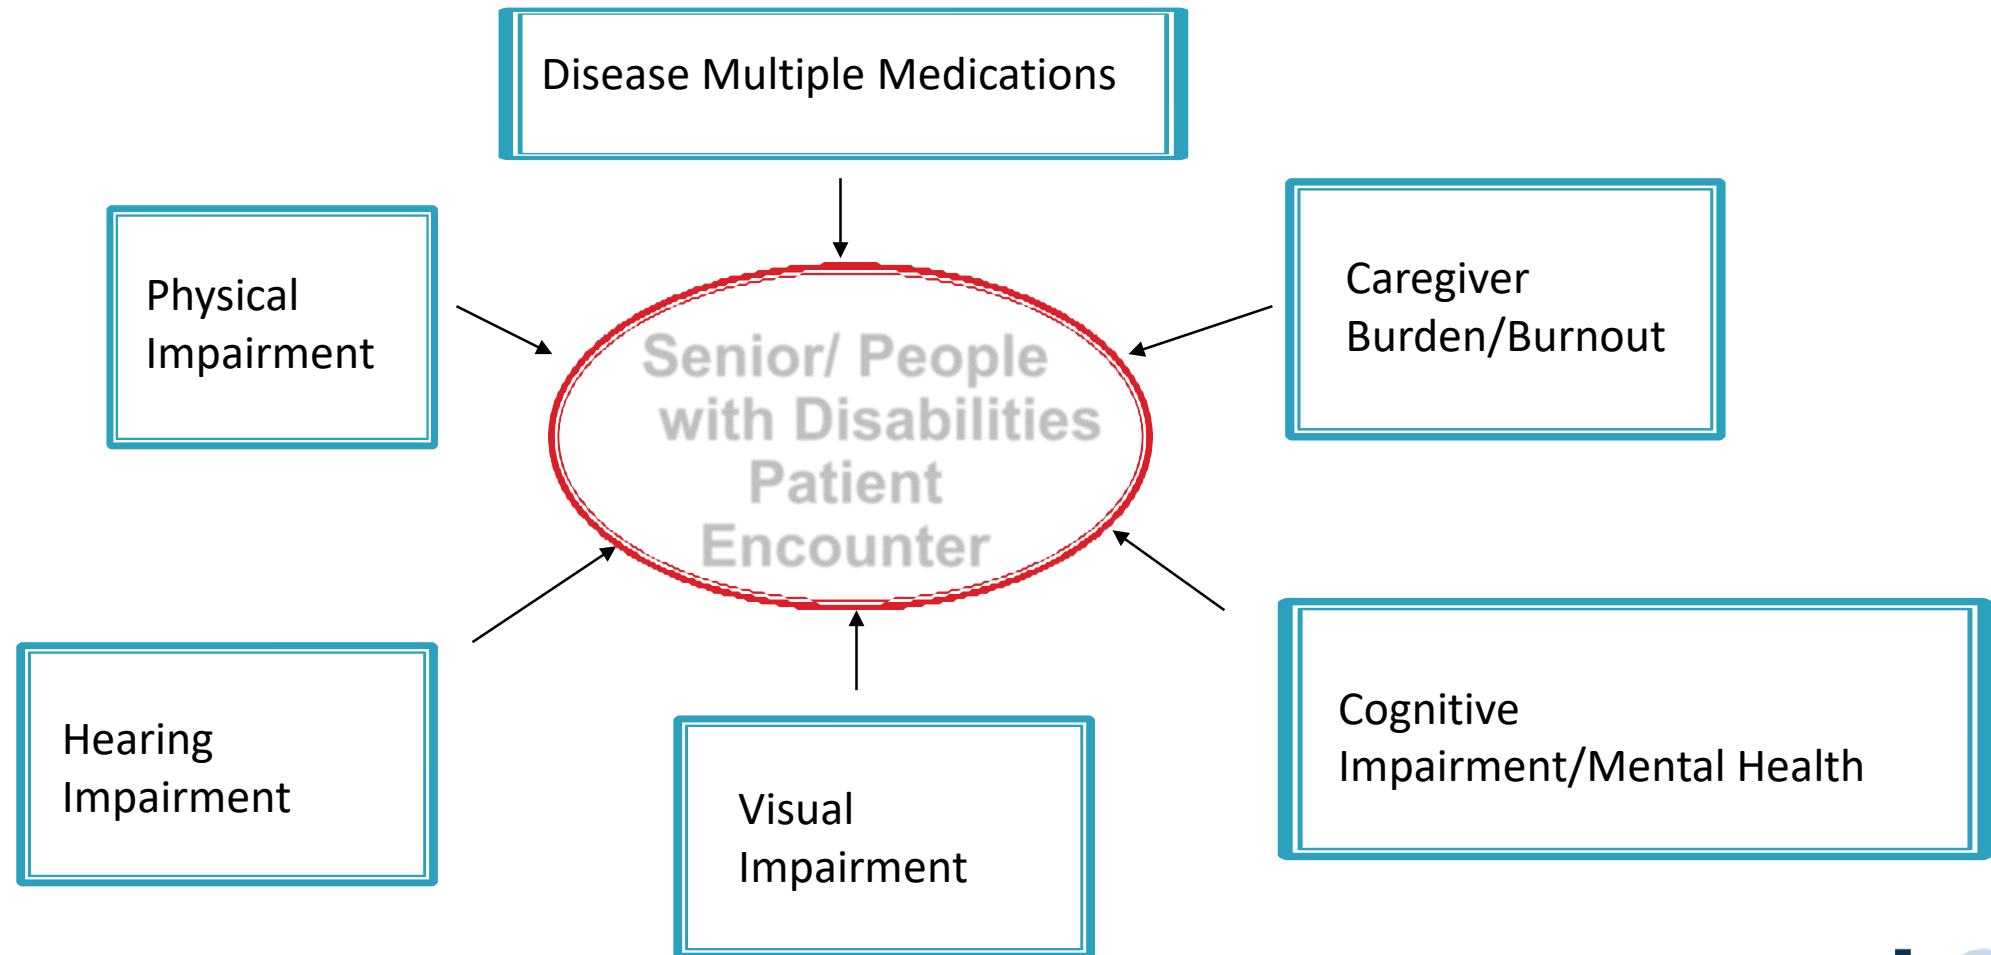 Disease Multiple Medications
Physical
Impairment
Caregiver
Burden/Burnout
Senior/ People
with Disabilities
Patient
Encounter
Hearing
Impairment
Visual
Impairment
Cognitive
Impairment/Mental Health